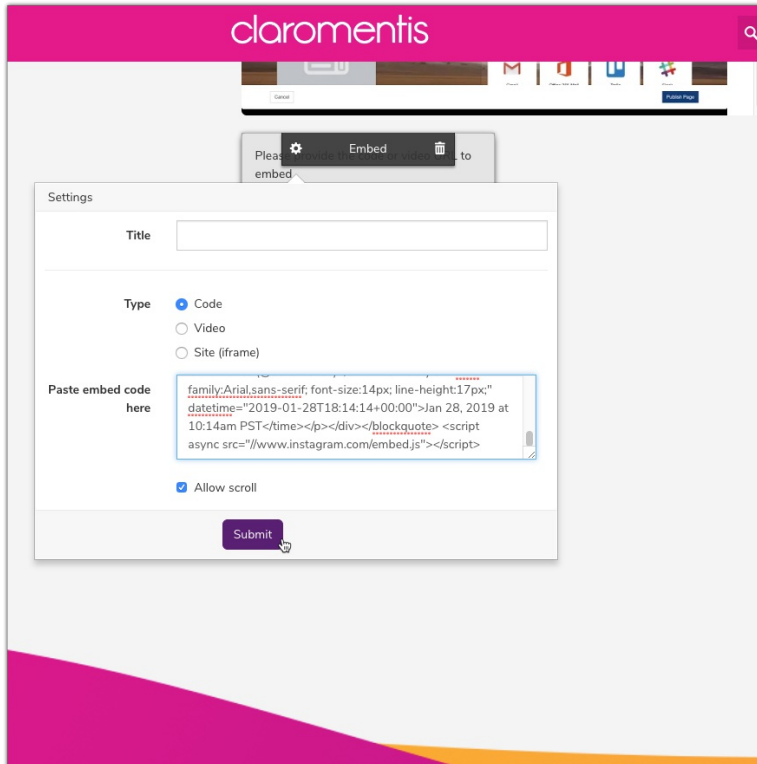 claromentis
Cancel
Publish Page
Embed
Please provide the code or video URL to
embed
Settings
Title
Type
Code
Video
Site (iframe)
Paste embed code
here
family:Arial,sans-serif; font-size:14px; line-height:17px;"
datetime="2019-01-28T18:14:14+00:00">Jan 28, 2019 at
10:14am PST</time></p></div></blockquote> <script
async src="//www.instagram.com/embed.js"></script>
Allow scroll
Submit